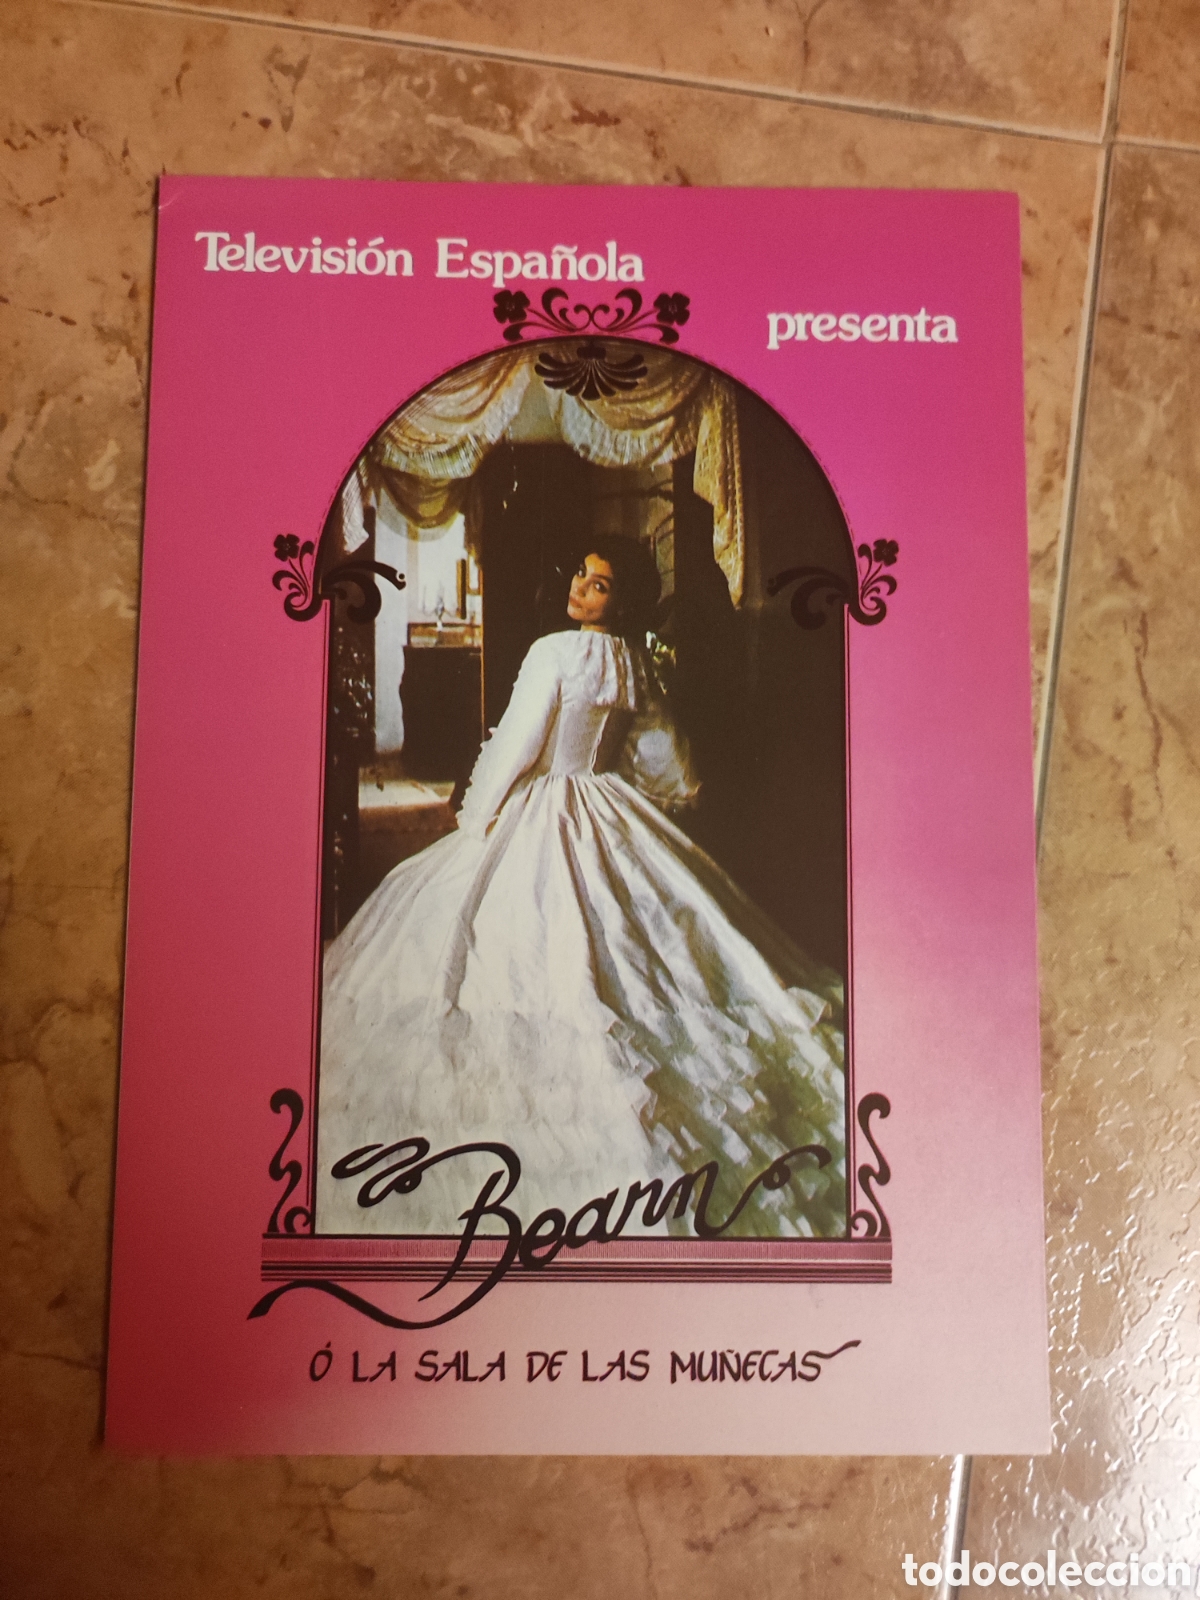 Televisión Española
presenta
Bearn
Ó LA SALA DE LAS MUÑECAS
todocoleccion